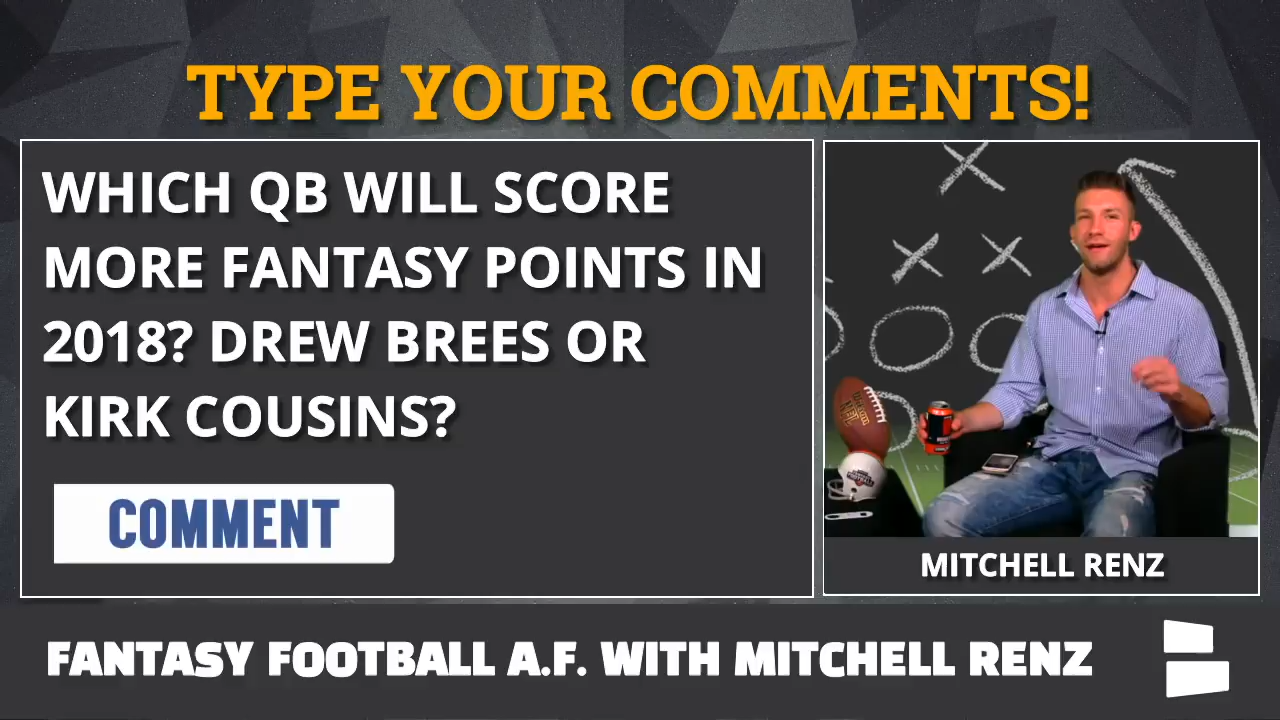 TYPE YOUR COMMENTS!
WHICH QB WILL SCORE
MORE FANTASY POINTS IN
2018? DREW BREES OR
KIRK COUSINS?
COMMENT
MITCHELL RENZ
FANTASY FOOTBALL A.F. WITH MITCHELL RENZ